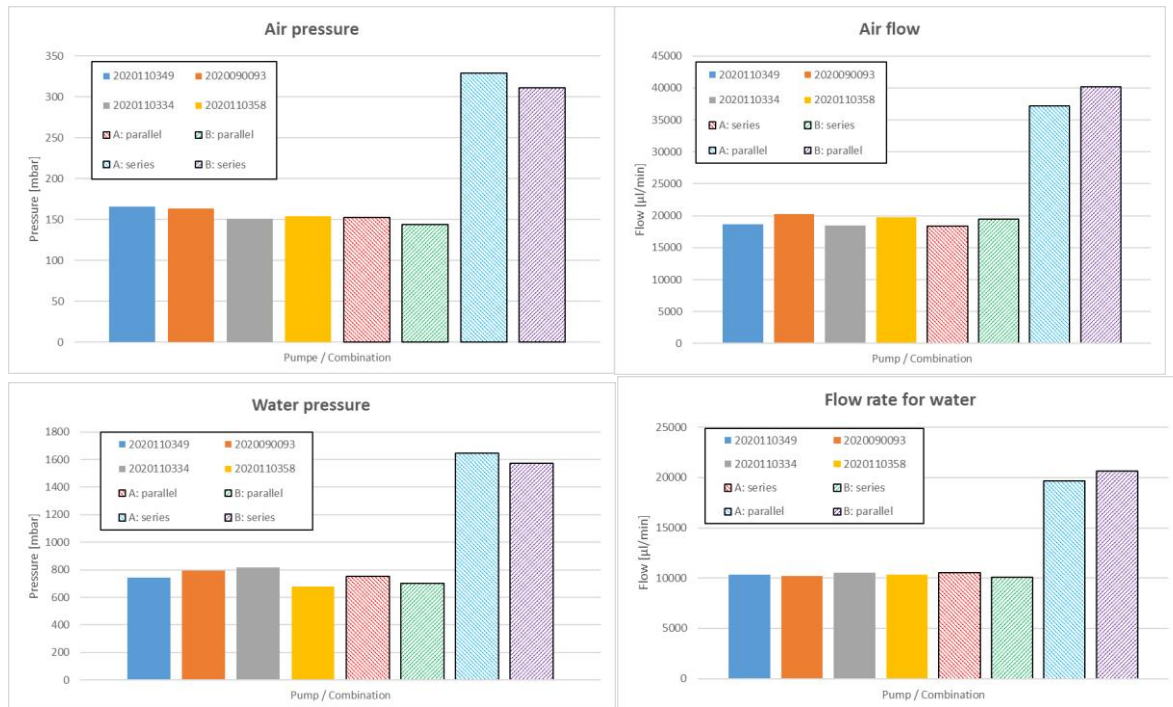 Air pressure
Pressure [mbar]
350
300
250
200
150
100
50
0
2020110349 2020090093
2020110334 2020110358
A: parallel B: parallel
A: series B: series
Pumpe / Combination
Air flow
Flow [µl/min]
45000
40000
35000
30000
25000
20000
15000
10000
5000
0
2020110349 2020090093
2020110334 2020110358
A: series B: series
A: parallel B: parallel
Pump / Combination
Water pressure
Pressure [mbar]
1800
1600
1400
1200
1000
800
600
400
200
0
2020110349 2020090093
2020110334 2020110358
A: parallel B: parallel
A: series B: series
Pump / Combination
Flow rate for water
Flow [µl/min]
25000
20000
15000
10000
5000
0
2020110349 2020090093
2020110334 2020110358
A: series B: series
A: parallel B: parallel
Pump / Combination